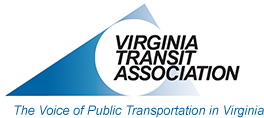 VIRGINIA
TRANSIT
ASSOCIATION
The Voice of Public Transportation in Virginia